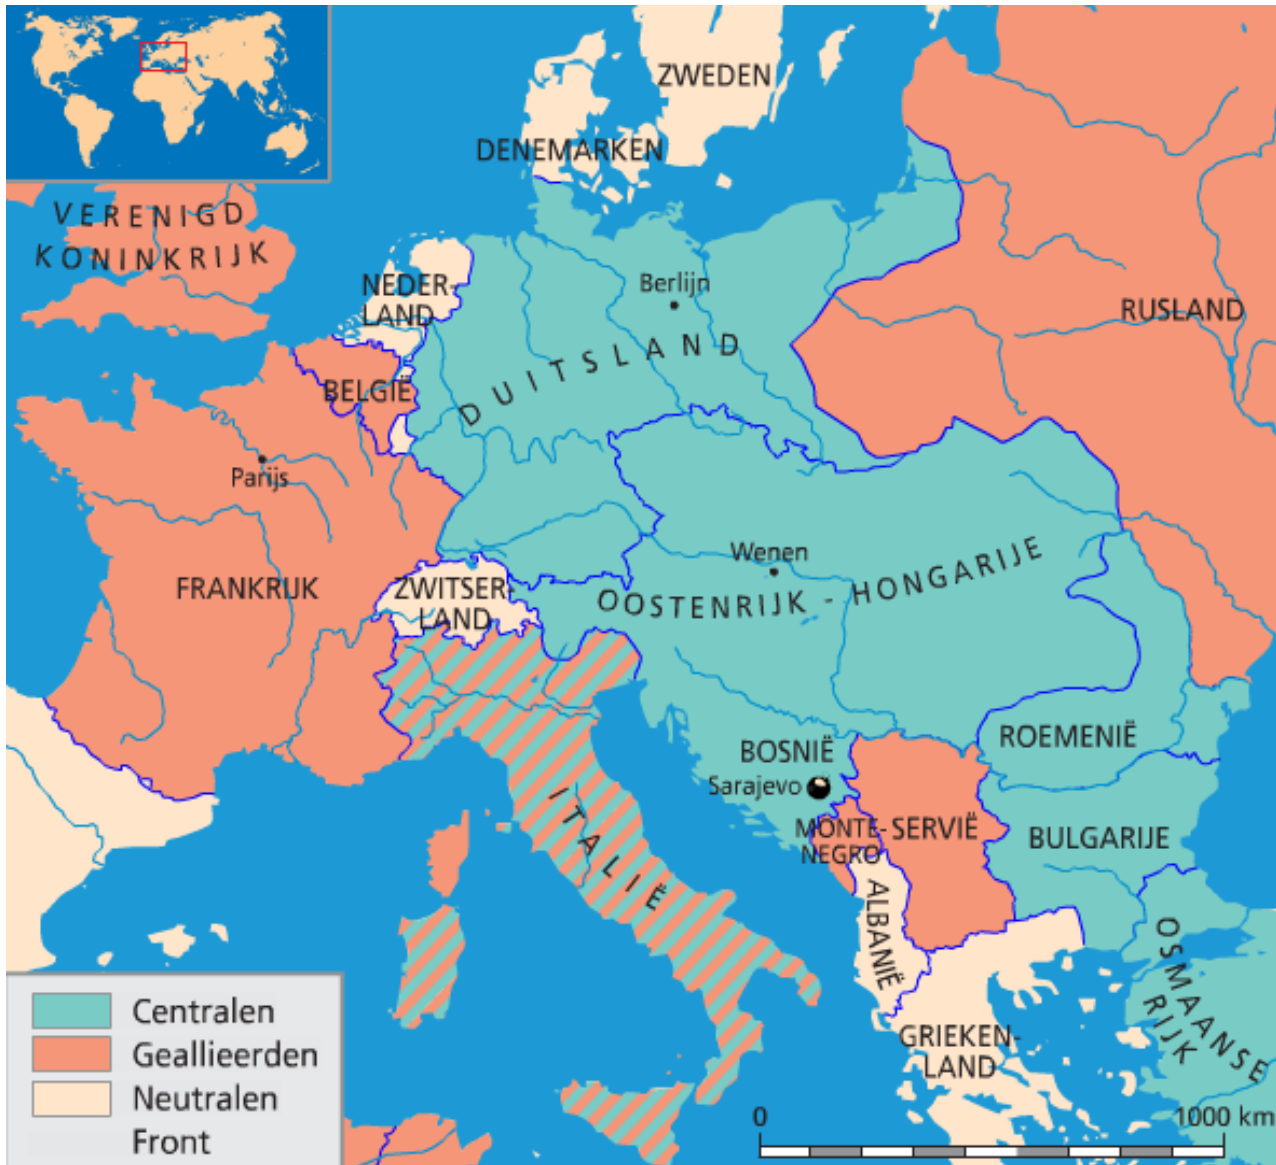 ZWEDEN
DENEMARKEN
VERENIGD
KONINKRIJK
NEDER-
LAND
Berlijn
RUSLAND
DUITSLAND
BELGIË
Parijs
Wenen
FRANKRIJK
ZWITSER-
LAND
OOSTENRIJK - HONGARIJE
ROEMENIË
BOSNIË
Sarajevo
MONTE-
NEGRO
SERVIË
BULGARIJE
ITALIË
ALBANIË
OSMAANSE
RIJK
GRIEKEN-
LAND
Centralen
Geallieerden
Neutralen
Front
0 1000 km